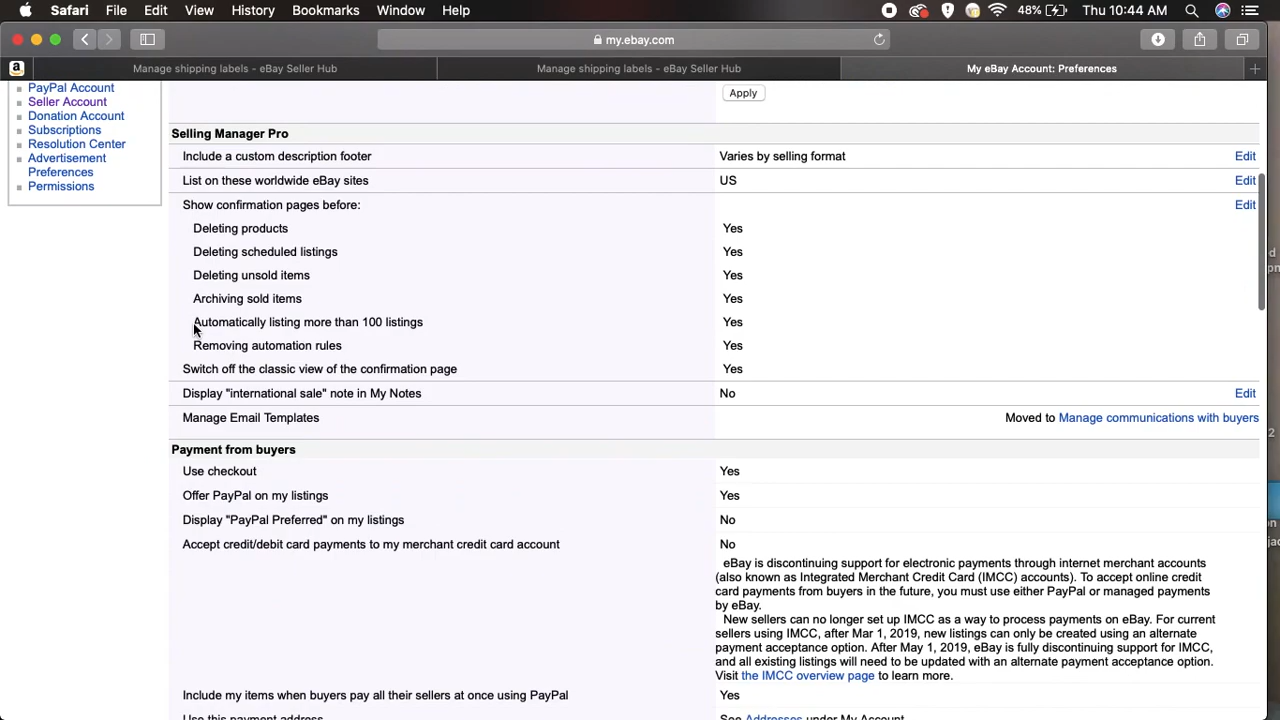 Safari File Edit View History Bookmarks Window Help 48% Thu 10:44 AM
my.ebay.com
a Manage shipping labels - eBay Seller Hub Manage shipping labels - eBay Seller Hub My eBay Account: Preferences
PayPal Account
Seller Account
Donation Account
Subscriptions
Resolution Center
Advertisement
Preferences
Permissions
Apply
Selling Manager Pro
Include a custom description footer Varies by selling format Edit
List on these worldwide eBay sites US Edit
Show confirmation pages before: Edit
Deleting products Yes
Deleting scheduled listings Yes
Deleting unsold items Yes
Archiving sold items Yes
Automatically listing more than 100 listings Yes
Removing automation rules Yes
Switch off the classic view of the confirmation page Yes
Display "international sale" note in My Notes No Edit
Manage Email Templates Moved to Manage communications with buyers
Payment from buyers
Use checkout Yes
Offer PayPal on my listings Yes
Display "PayPal Preferred" on my listings No
Accept credit/debit card payments to my merchant credit card account No
eBay is discontinuing support for electronic payments through internet merchant accounts
(also known as Integrated Merchant Credit Card (IMCC) accounts). To accept online credit
card payments from buyers in the future, you must use either PayPal or managed payments
by eBay.
New sellers can no longer set up IMCC as a way to process payments on eBay. For current
sellers using IMCC, after Mar 1, 2019, new listings can only be created using an alternate
payment acceptance option. After May 1, 2019, eBay is fully discontinuing support for IMCC,
and all existing listings will need to be updated with an alternate payment acceptance option.
Visit the IMCC overview page to learn more.
Include my items when buyers pay all their sellers at once using PayPal Yes
Use this payment address See Addresses under My Account